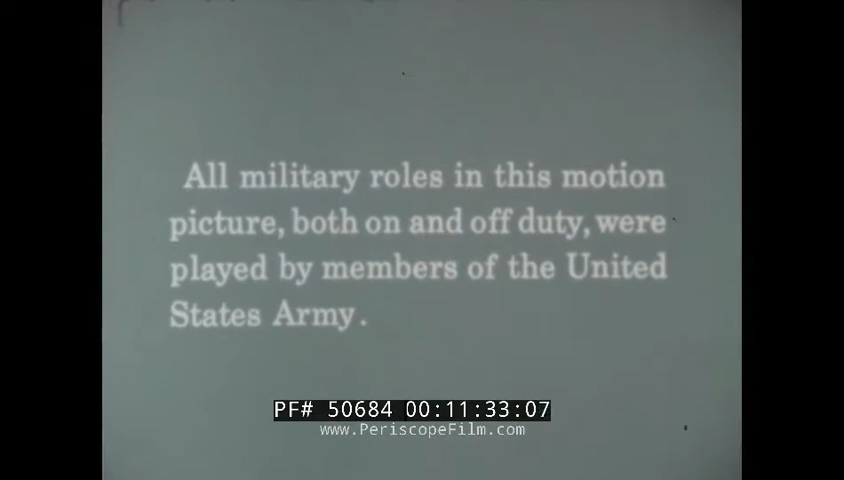 All military roles in this motion
picture, both on and off duty, were
played by members of the United
States Army.
PF# 50684 00:11:33:07
www.PeriscopeFilm.com